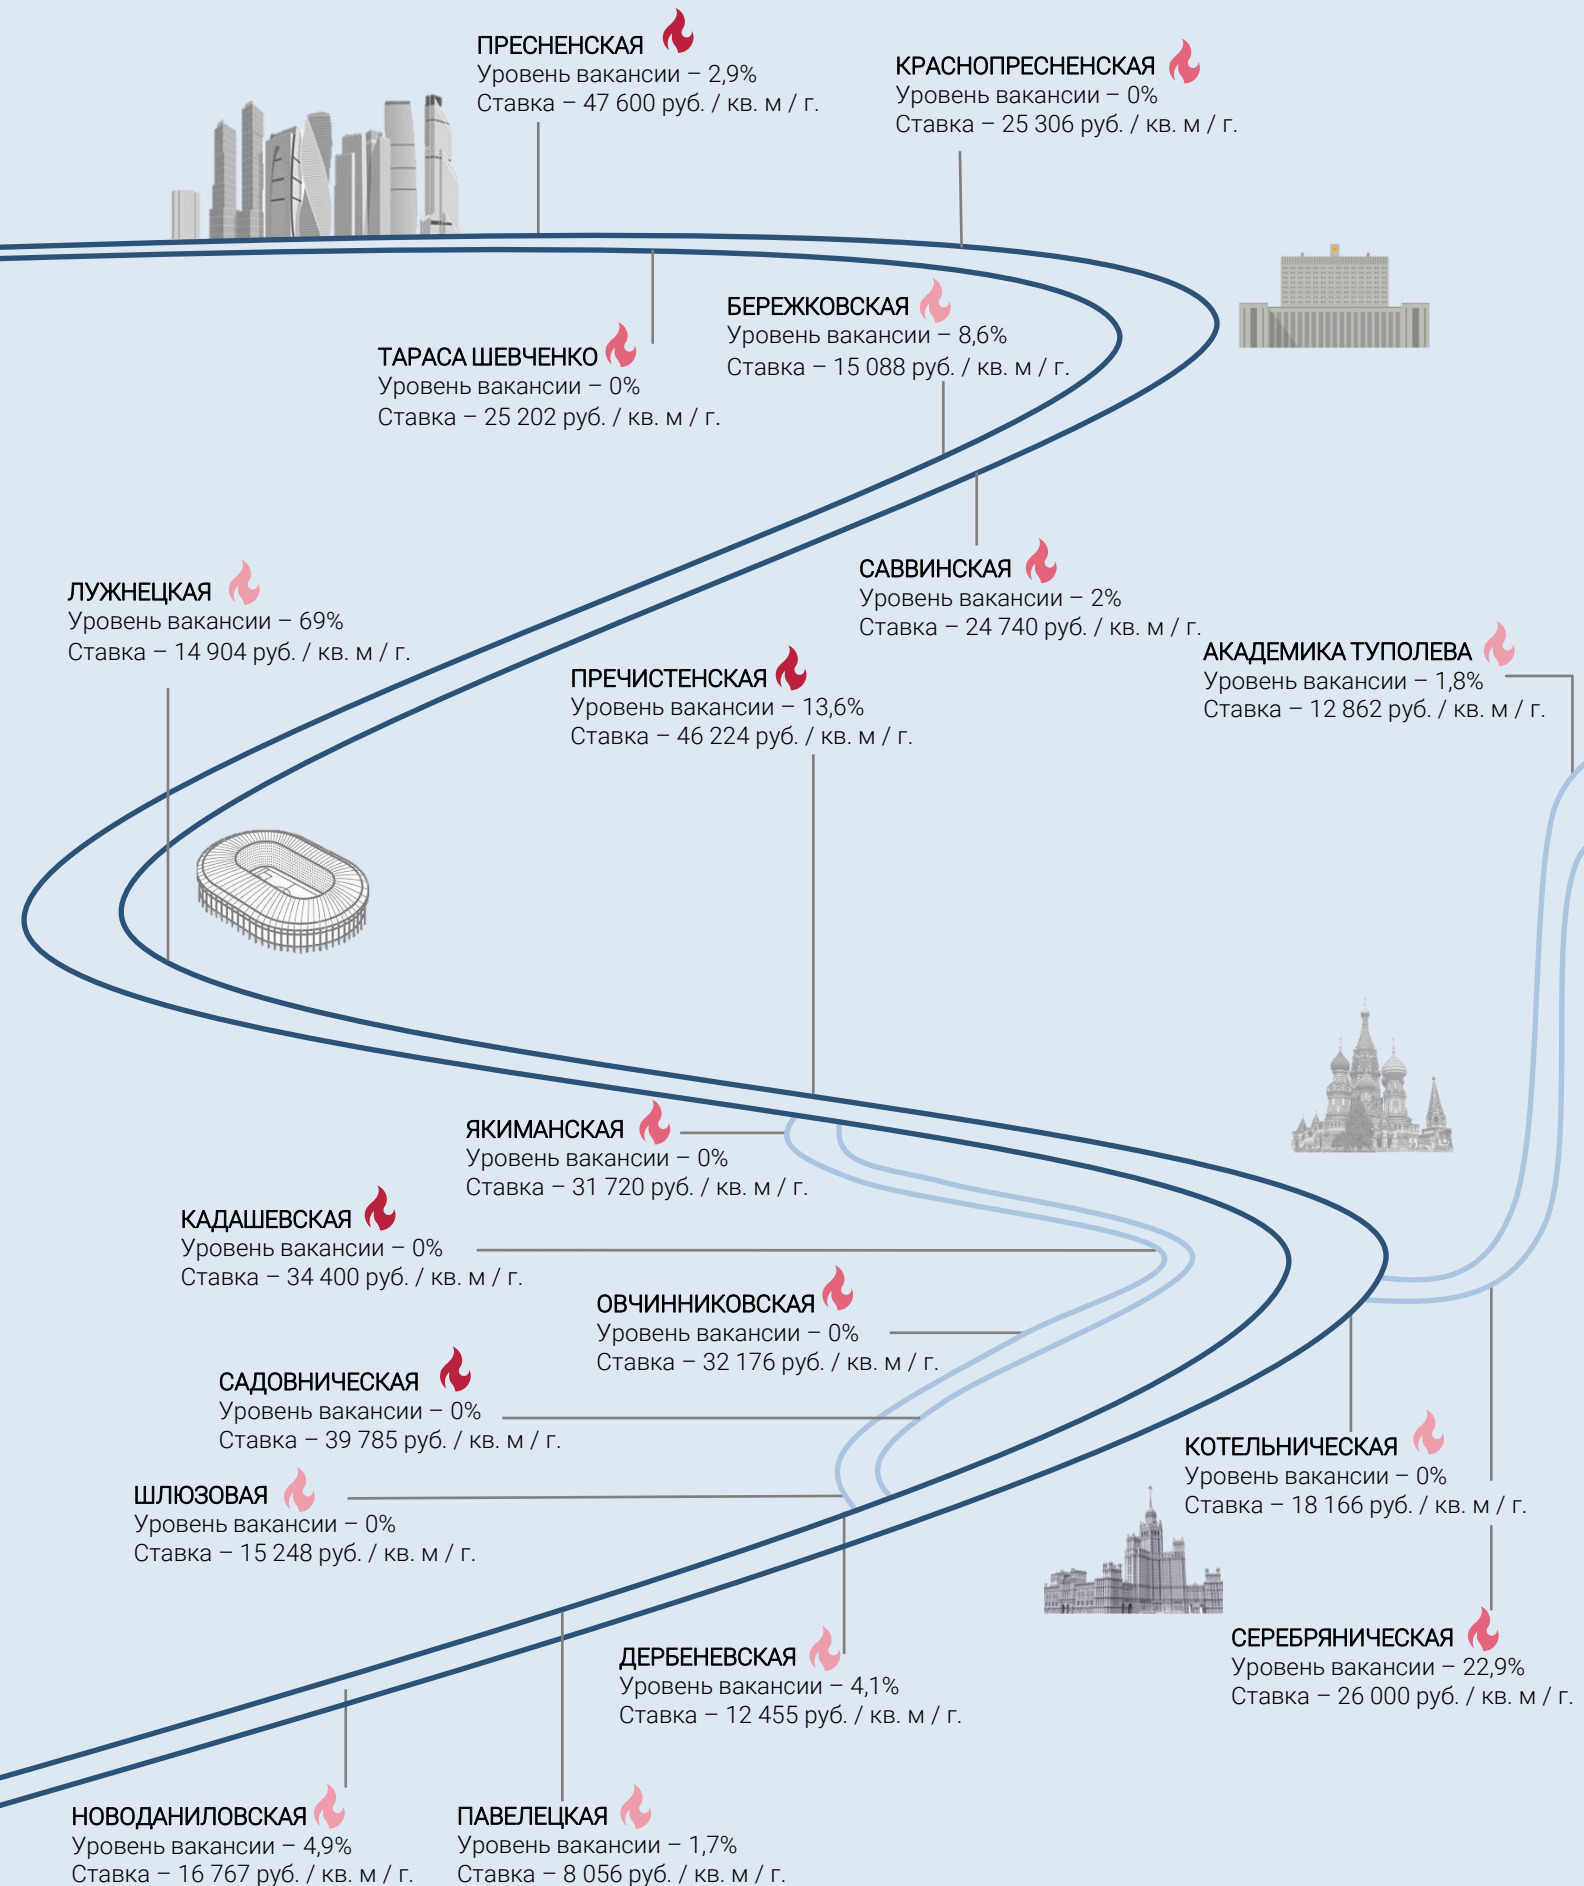 ПРЕСНЕНСКАЯ
Уровень вакансии – 2,9%
Ставка – 47 600 руб. / кв. м / г.
КРАСНОПРЕСНЕНСКАЯ
Уровень вакансии – 0%
Ставка – 25 306 руб. / кв. м / г.
БЕРЕЖКОВСКАЯ
Уровень вакансии – 8,6%
Ставка – 15 088 руб. / кв. м / г.
ТАРАСА ШЕВЧЕНКО
Уровень вакансии – 0%
Ставка – 25 202 руб. / кв. м / г.
САВВИНСКАЯ
Уровень вакансии – 2%
Ставка – 24 740 руб. / кв. м / г.
ЛУЖНЕЦКАЯ
Уровень вакансии – 69%
Ставка – 14 904 руб. / кв. м / г.
АКАДЕМИКА ТУПОЛЕВА
Уровень вакансии – 1,8%
Ставка – 12 862 руб. / кв. м / г.
ПРЕЧИСТЕНСКАЯ
Уровень вакансии – 13,6%
Ставка – 46 224 руб. / кв. м / г.
ЯКИМАНСКАЯ
Уровень вакансии – 0%
Ставка – 31 720 руб. / кв. м / г.
КАДАШЕВСКАЯ
Уровень вакансии – 0%
Ставка – 34 400 руб. / кв. м / г.
ОВЧИННИКОВСКАЯ
Уровень вакансии – 0%
Ставка – 32 176 руб. / кв. м / г.
САДОВНИЧЕСКАЯ
Уровень вакансии – 0%
Ставка – 39 785 руб. / кв. м / г.
КОТЕЛЬНИЧЕСКАЯ
Уровень вакансии – 0%
Ставка – 18 166 руб. / кв. м / г.
ШЛЮЗОВАЯ
Уровень вакансии – 0%
Ставка – 15 248 руб. / кв. м / г.
СЕРЕБРЯНИЧЕСКАЯ
Уровень вакансии – 22,9%
Ставка – 26 000 руб. / кв. м / г.
ДЕРБЕНЕВСКАЯ
Уровень вакансии – 4,1%
Ставка – 12 455 руб. / кв. м / г.
НОВОДАНИЛОВСКАЯ
Уровень вакансии – 4,9%
Ставка – 16 767 руб. / кв. м / г.
ПАВЕЛЕЦКАЯ
Уровень вакансии – 1,7%
Ставка – 8 056 руб. / кв. м / г.